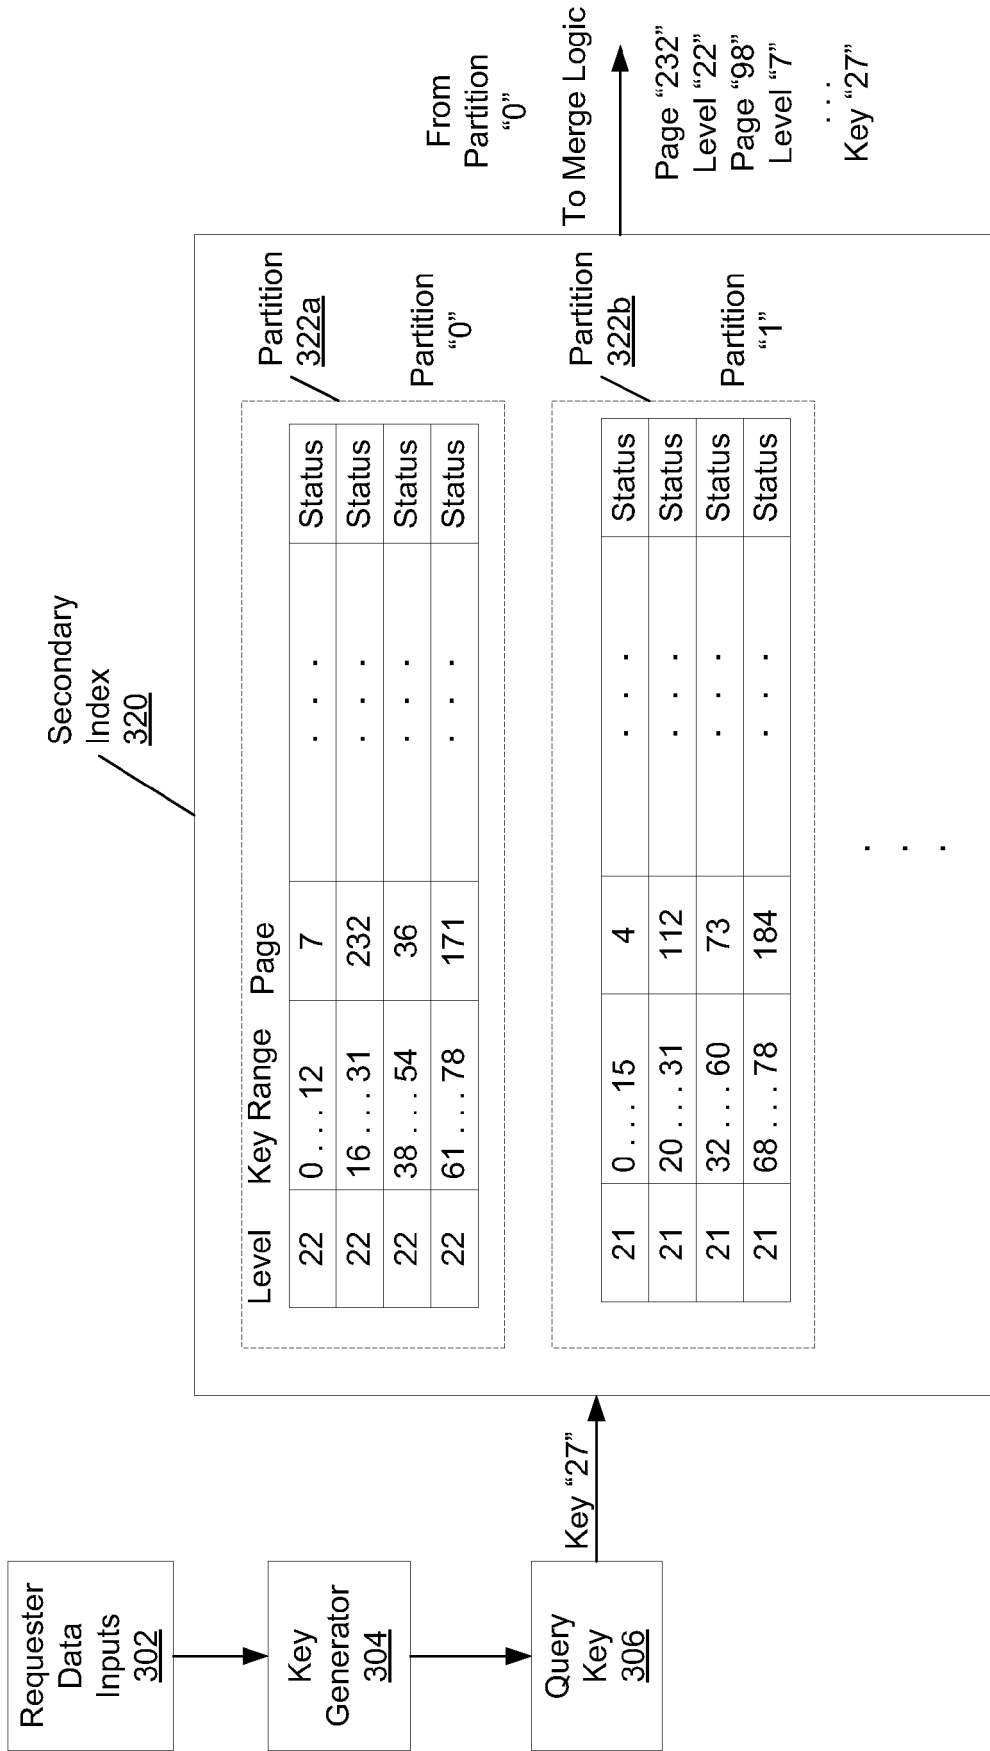 Requester
Data
Inputs
302
Key
Generator
304
Query
Key
306
Key “27”
Secondary
Index
320
Level Key Range Page
22 0 . . . 12 7 . . . Status
22 16 . . . 31 232 . . . Status
22 38 . . . 54 36 . . . Status
22 61 . . . 78 171 . . . Status
Partition
322a
Partition
“0”
21 0 . . . 15 4 . . . Status
21 20 . . . 31 112 . . . Status
21 32 . . . 60 73 . . . Status
21 68 . . . 78 184 . . . Status
Partition
322b
Partition
“1”
. . .
From
Partition
“0”
To Merge Logic
Page “232”
Level “22”
Page “98”
Level “7”
. . .
Key “27”